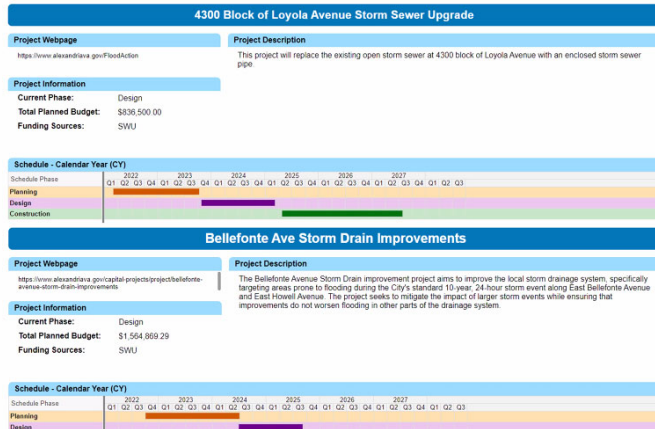 4300 Block of Loyola Avenue Storm Sewer Upgrade
Project Webpage
https://www.alexandriava.gov/FloodAction
Project Description
This project will replace the existing open storm sewer at 4300 block of Loyola Avenue with an enclosed storm sewer
pipe.
Project Information
Current Phase: Design
Total Planned Budget: $836,500.00
Funding Sources: SWU
Schedule - Calendar Year (CY)
2022 2023 2024 2025 2026 2027
Schedule Phase Q1 Q2 Q3 Q4 Q1 Q2 Q3 Q4 Q1 Q2 Q3 Q4 Q1 Q2 Q3 Q4 Q1 Q2 Q3 Q4 Q1 Q2 Q3 Q4 Q1 Q2 Q3
Planning
Design
Construction
Bellefonte Ave Storm Drain Improvements
Project Webpage
https://www.alexandriava.gov/capital-projects/project/bellefonte-
avenue-storm-drain-improvements
Project Description
The Bellefonte Avenue Storm Drain improvement project aims to improve the local storm drainage system, specifically
targeting areas prone to flooding during the City's standard 10-year, 24-hour storm event along East Bellefonte Avenue
and East Howell Avenue. The project seeks to mitigate the impact of larger storm events while ensuring that
improvements do not worsen flooding in other parts of the drainage system.
Project Information
Current Phase: Design
Total Planned Budget: $1,564,869.29
Funding Sources: SWU
Schedule - Calendar Year (CY)
2022 2023 2024 2025 2026 2027
Schedule Phase Q1 Q2 Q3 Q4 Q1 Q2 Q3 Q4 Q1 Q2 Q3 Q4 Q1 Q2 Q3 Q4 Q1 Q2 Q3 Q4 Q1 Q2 Q3 Q4 Q1 Q2 Q3
Planning
Design